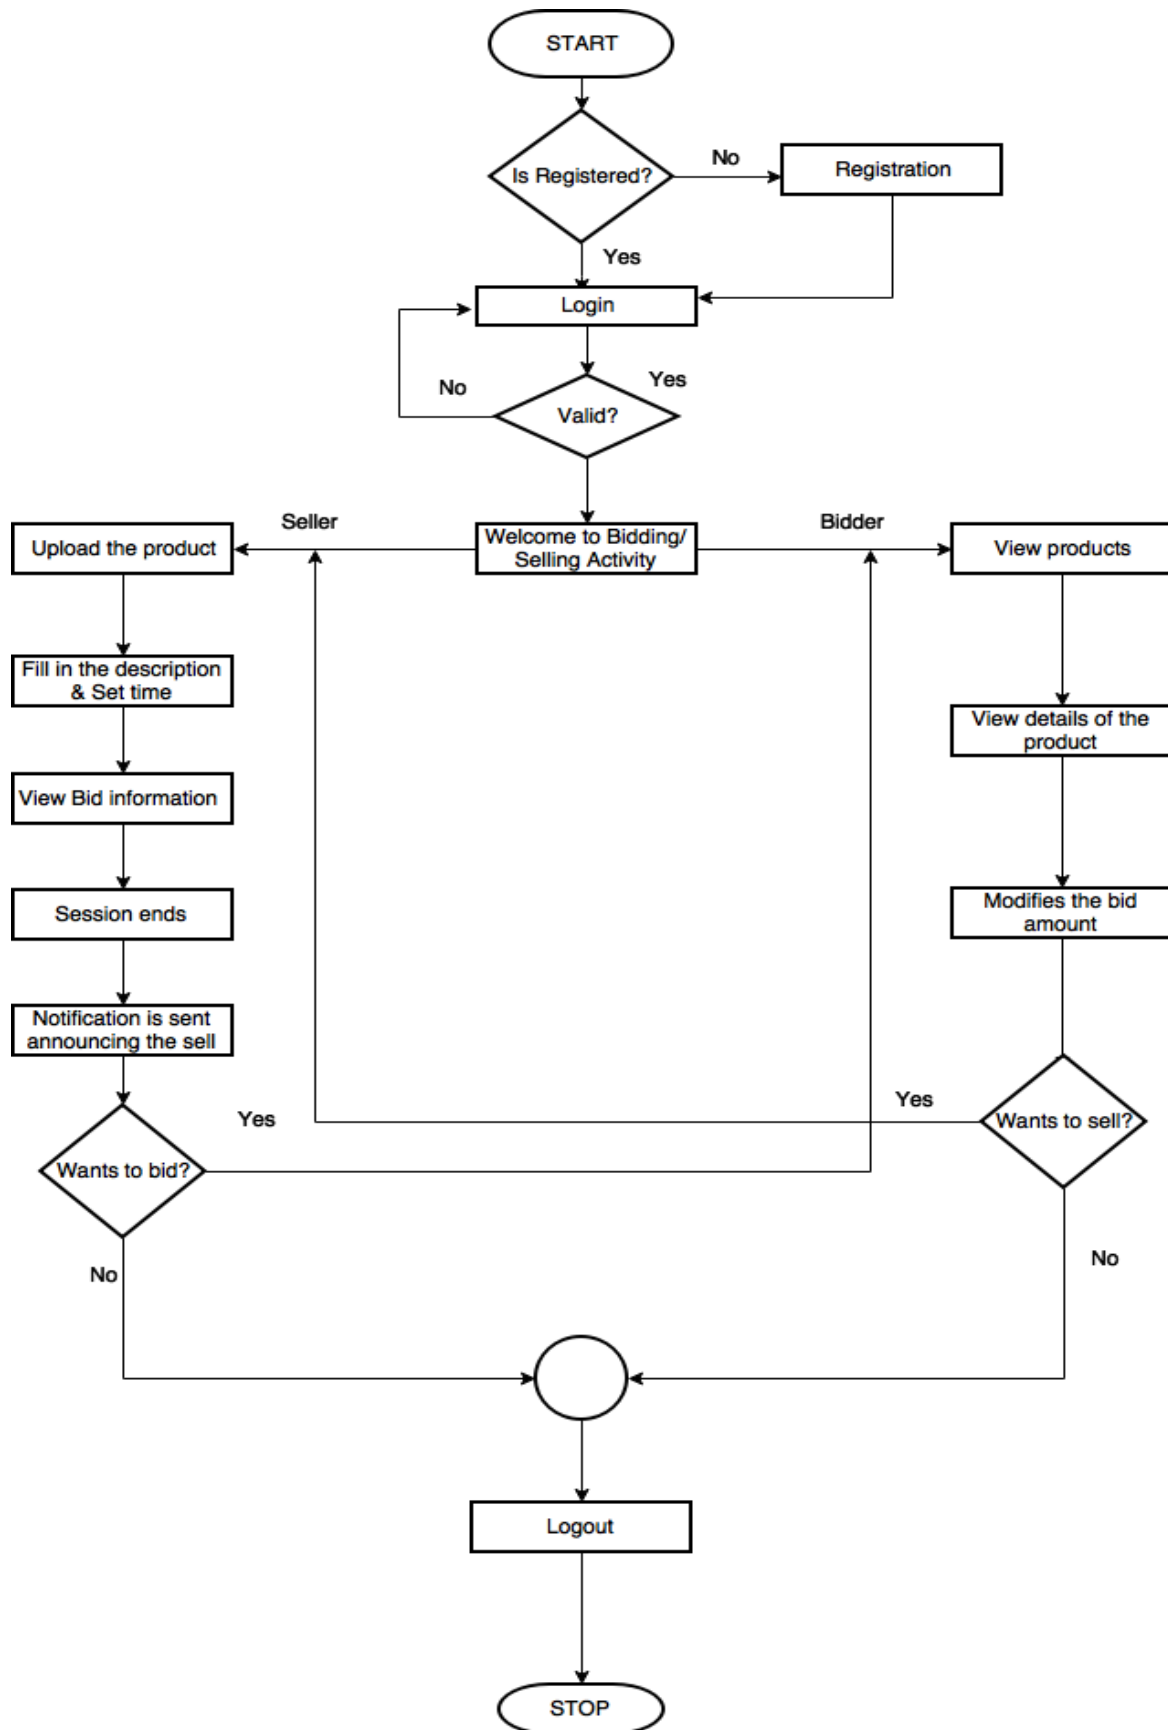 START
Is Registered?
No
Registration
Yes
Login
No
Yes
Valid?
Seller
Welcome to Bidding/
Selling Activity
Bidder
Upload the product
View products
Fill in the description
& Set time
View details of the
product
View Bid information
Session ends
Modifies the bid
amount
Notification is sent
announcing the sell
Yes
Yes
Wants to sell?
Wants to bid?
No
No
Logout
STOP